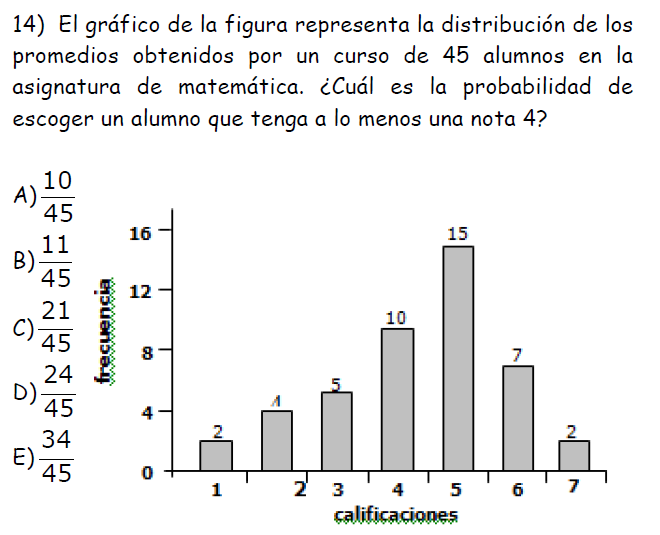 14) El gráfico de la figura representa la distribución de los
promedios obtenidos por un curso de 45 alumnos en la
asignatura de matemática. ¿Cuál es la probabilidad de
escoger un alumno que tenga a lo menos una nota 4?
A) 10/45
B) 11/45
C) 21/45
D) 24/45
E) 34/45
frecuencia
16
12
8
4
0
2
4
5
10
15
7
2
1 2 3 4 5 6 7
calificaciones